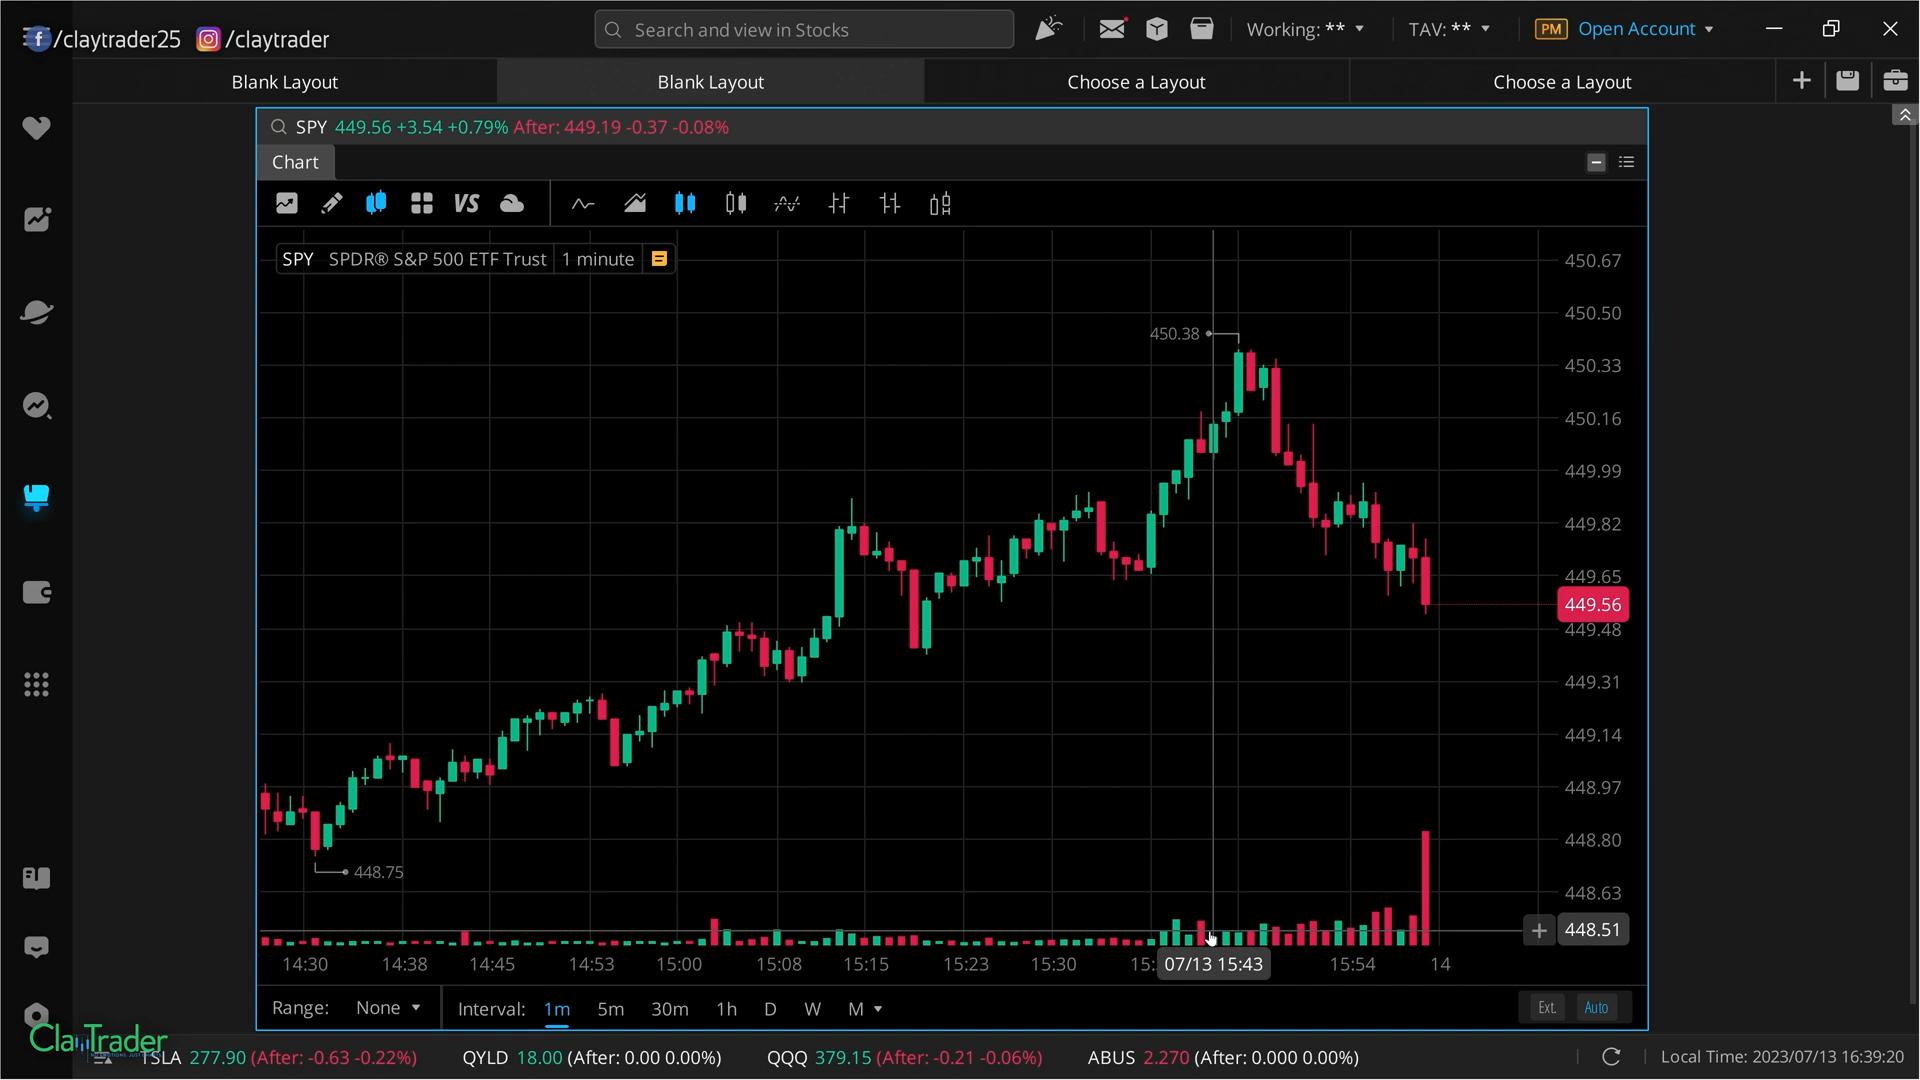 f/claytrader25 /claytrader
Search and view in Stocks
Working: ** TAV: ** PM Open Account
Blank Layout Blank Layout Choose a Layout Choose a Layout
SPY 449.56 +3.54 +0.79% After: 449.19 -0.37 -0.08%
Chart
VS
SPY SPDR® S&P 500 ETF Trust 1 minute
450.67
450.50
450.38
450.33
450.16
449.99
449.82
449.65
449.56
449.48
449.31
449.14
448.97
448.80
448.75
448.63
448.51
14:30 14:38 14:45 14:53 15:00 15:08 15:15 15:23 15:30 15: 07/13 15:43 15:54 14
Range: None Interval: 1m 5m 30m 1h D W M Ext. Auto
ClayTrader
TSLA 277.90 (After: -0.63 -0.22%) QYLD 18.00 (After: 0.00 0.00%) QQQ 379.15 (After: -0.21 -0.06%) ABUS 2.270 (After: 0.000 0.00%) Local Time: 2023/07/13 16:39:20